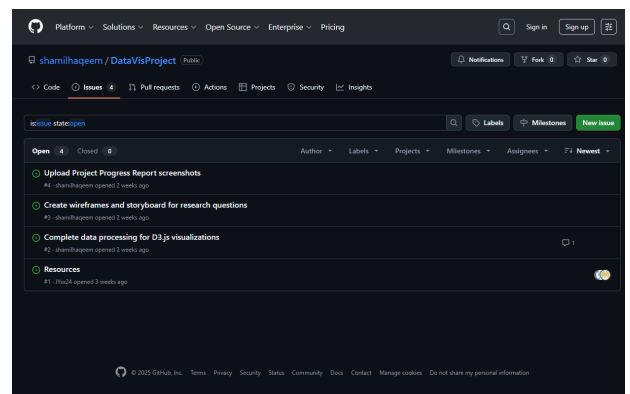 Platform Solutions Resources Open Source Enterprise Pricing Sign in Sign up
shamilhaqeem / DataVisProject Public Notifications Fork 0 Star 0
Code Issues 4 Pull requests Actions Projects Security Insights
is:issue state:open Labels Milestones New issue
Open 4 Closed 0 Author Labels Projects Milestones Assignees Newest
Upload Project Progress Report screenshots
#4 · shamilhaqeem opened 2 weeks ago
Create wireframes and storyboard for research questions
#3 · shamilhaqeem opened 2 weeks ago
Complete data processing for D3.js visualizations 1
#2 · shamilhaqeem opened 2 weeks ago
Resources
opened 3 weeks ago
© 2025 GitHub, Inc. Terms Privacy Security Status Community Docs Contact Manage cookies Do not share my personal information